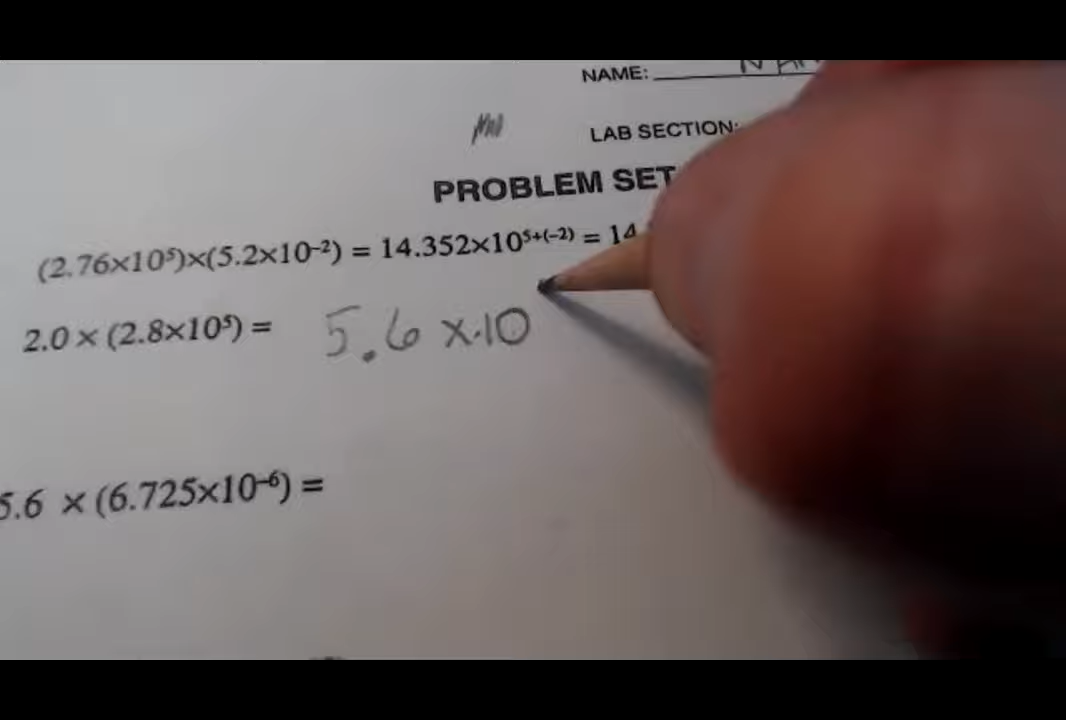 NAME:
LAB SECTION:
PROBLEM SET
(2.76×10⁵)×(5.2×10⁻²) = 14.352×10⁵⁺⁽⁻²⁾ = 14
2.0 × (2.8×10⁵) = 5.6 x 10
5.6 × (6.725×10⁻⁶) =